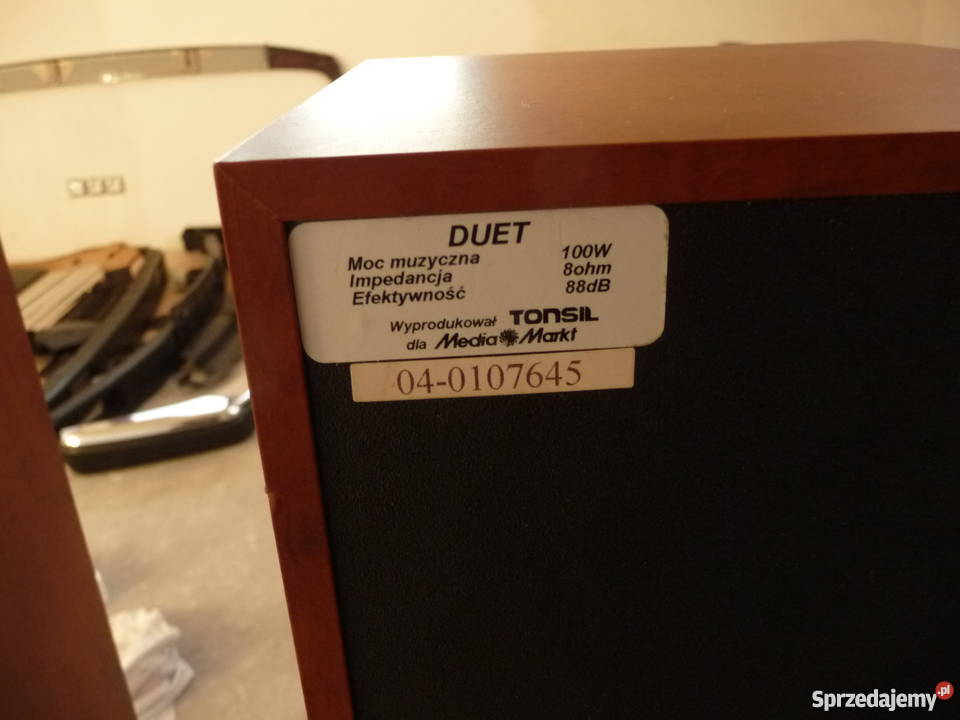 DUET
Moc muzyczna 100W
Impedancja 8ohm
Efektywność 88dB
Wyprodukował TONSIL
dla Media Markt
04-0107645
Sprzedajemy.pl